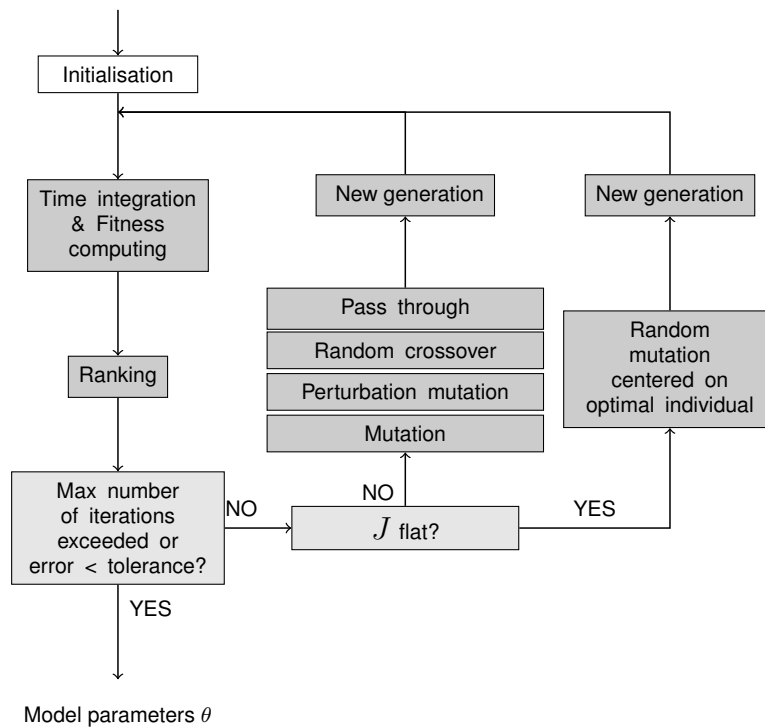 Initialisation
Time integration
& Fitness
computing
New generation
New generation
Pass through
Random crossover
Perturbation mutation
Mutation
Random
mutation
centered on
optimal individual
Ranking
Max number
of iterations
exceeded or
error < tolerance?
NO
J flat?
NO
YES
YES
Model parameters θ